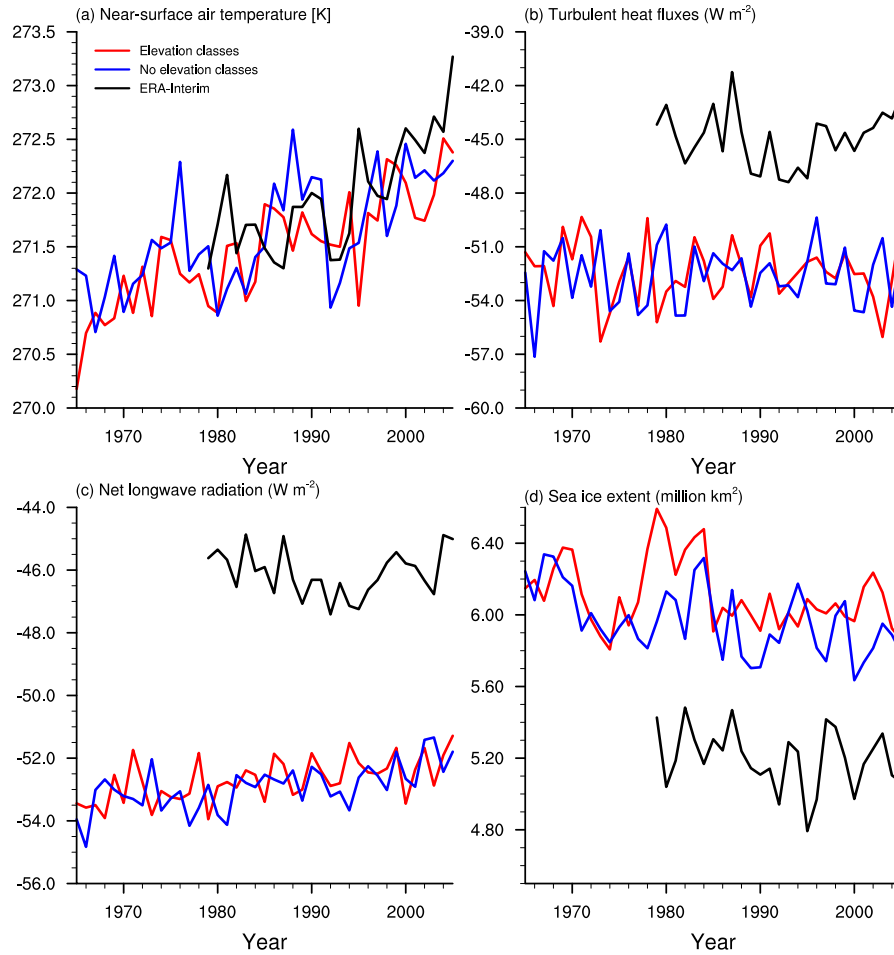 (a) Near-surface air temperature [K]
273.5
273.0
272.5
272.0
271.5
271.0
270.5
270.0
Elevation classes
No elevation classes
ERA-Interim
1970 1980 1990 2000
Year
(b) Turbulent heat fluxes (W m-2)
-39.0
-42.0
-45.0
-48.0
-51.0
-54.0
-57.0
-60.0
1970 1980 1990 2000
Year
(c) Net longwave radiation (W m-2)
-44.0
-46.0
-48.0
-50.0
-52.0
-54.0
-56.0
1970 1980 1990 2000
Year
(d) Sea ice extent (million km2)
6.40
6.00
5.60
5.20
4.80
1970 1980 1990 2000
Year